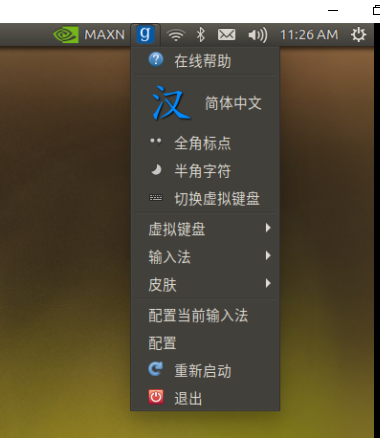 MAXN g 11:26 AM
在线帮助
汉 简体中文
全角标点
半角字符
切换虚拟键盘
虚拟键盘
输入法
皮肤
配置当前输入法
配置
重新启动
退出